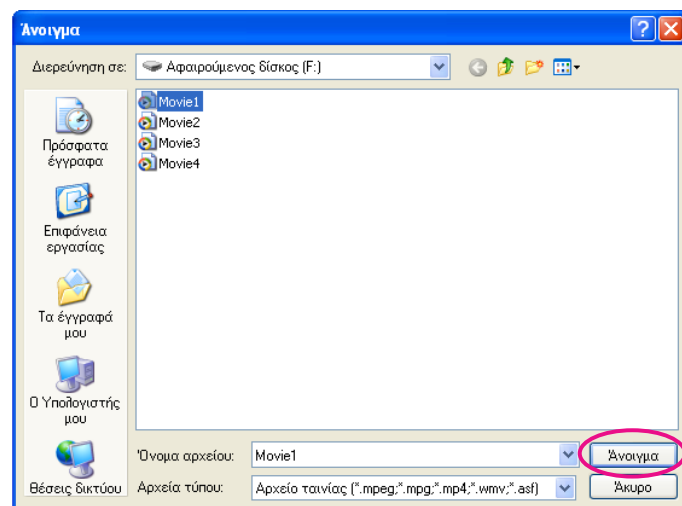 Άνοιγμα
Διερεύνηση σε: Αφαιρούμενος δίσκος (F:)
Movie1
Movie2
Movie3
Movie4
Πρόσφατα
έγγραφα
Επιφάνεια
εργασίας
Τα έγγραφά
μου
Ο Υπολογιστής
μου
Θέσεις δικτύου
Όνομα αρχείου: Movie1 Άνοιγμα
Αρχεία τύπου: Αρχείο ταινίας (*.mpeg;*.mpg;*.mp4;*.wmv;*.asf) Άκυρο